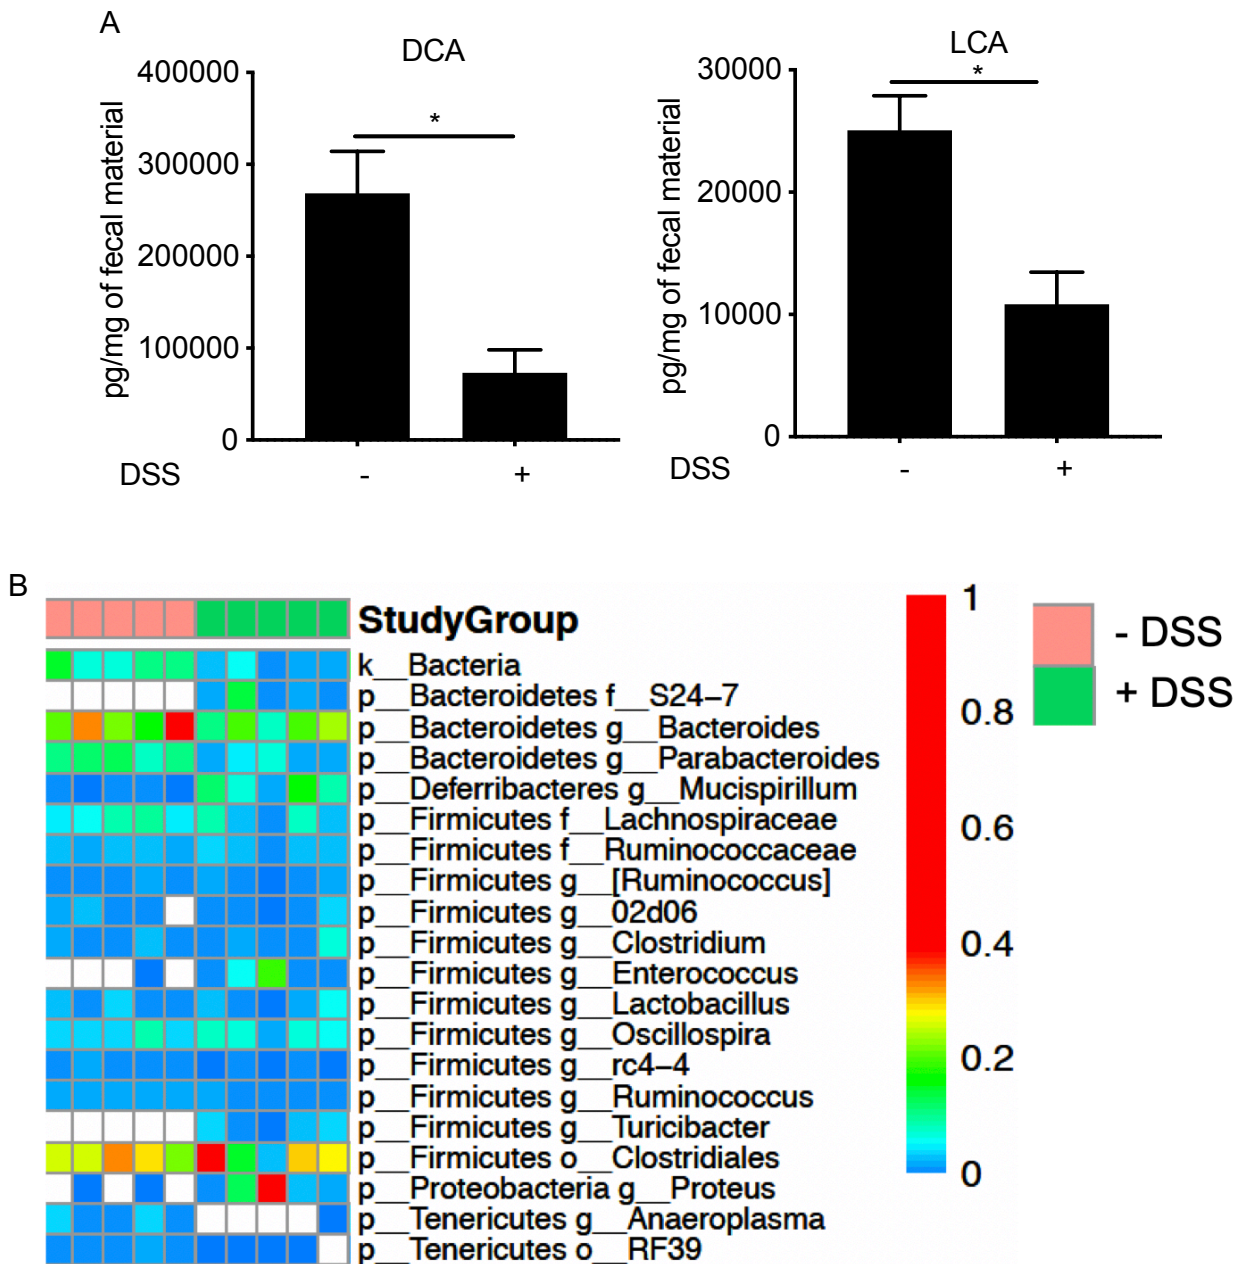 A
DCA
400000
300000
200000
100000
0
pg/mg of fecal material
*
DSS
-
+
LCA
30000
20000
10000
0
pg/mg of fecal material
*
DSS
-
+
B
StudyGroup
k__Bacteria
p__Bacteroidetes f__S24–7
p__Bacteroidetes g__Bacteroides
p__Bacteroidetes g__Parabacteroides
p__Deferribacteres g__Mucispirillum
p__Firmicutes f__Lachnospiraceae
p__Firmicutes f__Ruminococcaceae
p__Firmicutes g__[Ruminococcus]
p__Firmicutes g__02d06
p__Firmicutes g__Clostridium
p__Firmicutes g__Enterococcus
p__Firmicutes g__Lactobacillus
p__Firmicutes g__Oscillospira
p__Firmicutes g__rc4–4
p__Firmicutes g__Ruminococcus
p__Firmicutes g__Turicibacter
p__Firmicutes o__Clostridiales
p__Proteobacteria g__Proteus
p__Tenericutes g__Anaeroplasma
p__Tenericutes o__RF39
1
0.8
0.6
0.4
0.2
0
- DSS
+ DSS